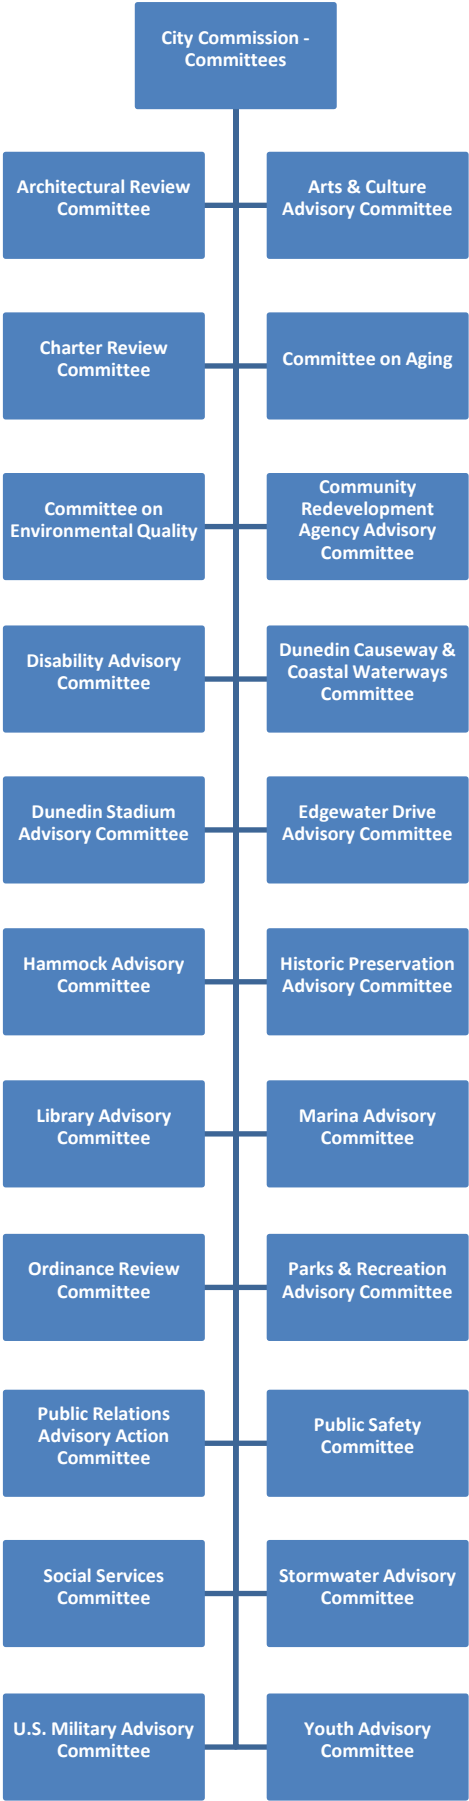 City Commission -
Committees
Architectural Review
Committee
Arts & Culture
Advisory Committee
Charter Review
Committee
Committee on Aging
Committee on
Environmental Quality
Community
Redevelopment
Agency Advisory
Committee
Disability Advisory
Committee
Dunedin Causeway &
Coastal Waterways
Committee
Dunedin Stadium
Advisory Committee
Edgewater Drive
Advisory Committee
Hammock Advisory
Committee
Historic Preservation
Advisory Committee
Library Advisory
Committee
Marina Advisory
Committee
Ordinance Review
Committee
Parks & Recreation
Advisory Committee
Public Relations
Advisory Action
Committee
Public Safety
Committee
Social Services
Committee
Stormwater Advisory
Committee
U.S. Military Advisory
Committee
Youth Advisory
Committee